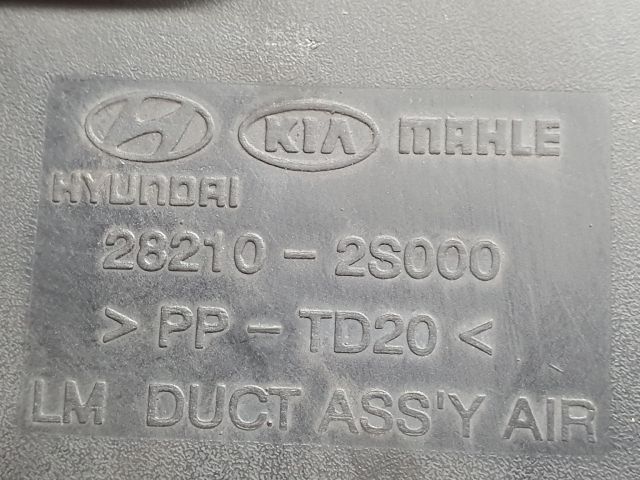 KIA MAHLE
HYUNDAI
28210-2S000
>PP-TD20<
LM DUCT ASS'Y AIR